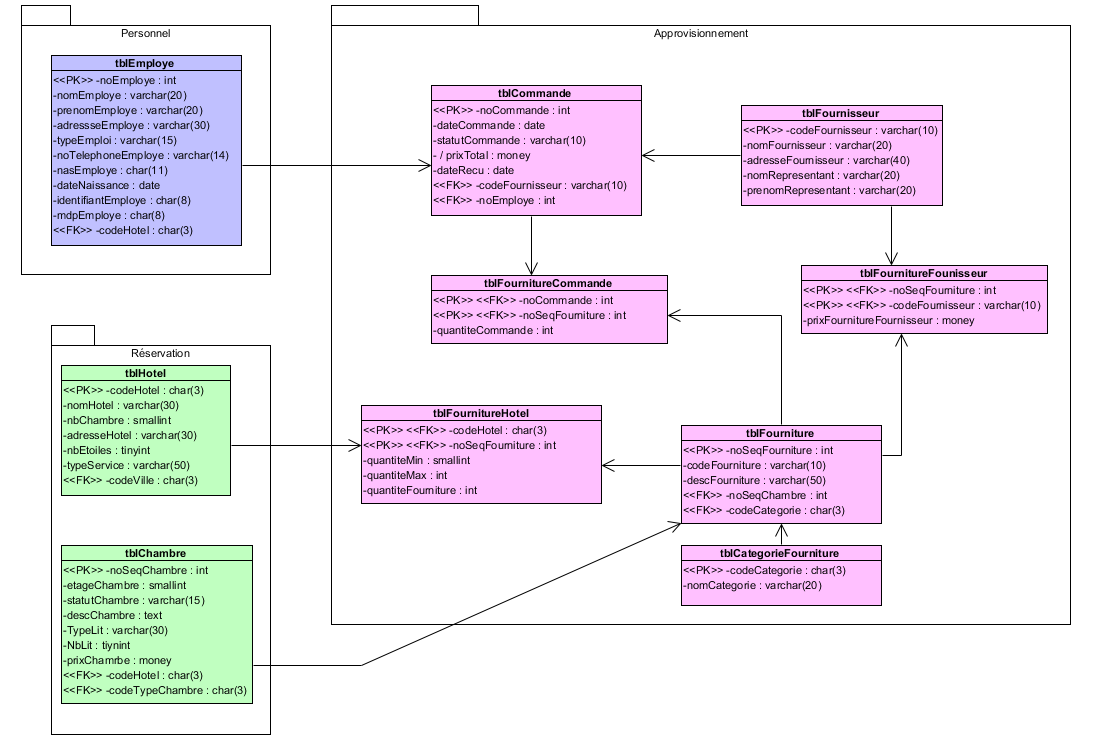 Personnel
tblEmploye
<<PK>> -noEmploye : int
-nomEmploye : varchar(20)
-prenomEmploye : varchar(20)
-adressseEmploye : varchar(30)
-typeEmploi : varchar(15)
-noTelephoneEmploye : varchar(14)
-nasEmploye : char(11)
-dateNaissance : date
-identifiantEmploye : char(8)
-mdpEmploye : char(8)
<<FK>> -codeHotel : char(3)
Approvisionnement
tblCommande
<<PK>> -noCommande : int
-dateCommande : date
-statutCommande : varchar(10)
- / prixTotal : money
-dateRecu : date
<<FK>> -codeFournisseur : varchar(10)
<<FK>> -noEmploye : int
tblFournisseur
<<PK>> -codeFournisseur : varchar(10)
-nomFournisseur : varchar(20)
-adresseFournisseur : varchar(40)
-nomRepresentant : varchar(20)
-prenomRepresentant : varchar(20)
tblFournitureCommande
<<PK>> <<FK>> -noCommande : int
<<PK>> <<FK>> -noSeqFourniture : int
-quantiteCommande : int
tblFournitureFounisseur
<<PK>> <<FK>> -noSeqFourniture : int
<<PK>> <<FK>> -codeFournisseur : varchar(10)
-prixFournitureFournisseur : money
Réservation
tblHotel
<<PK>> -codeHotel : char(3)
-nomHotel : varchar(30)
-nbChambre : smallint
-adresseHotel : varchar(30)
-nbEtoiles : tinyint
-typeService : varchar(50)
<<FK>> -codeVille : char(3)
tblFournitureHotel
<<PK>> <<FK>> -codeHotel : char(3)
<<PK>> <<FK>> -noSeqFourniture : int
-quantiteMin : smallint
-quantiteMax : int
-quantiteFourniture : int
tblFourniture
<<PK>> -noSeqFourniture : int
-codeFourniture : varchar(10)
-descFourniture : varchar(50)
<<FK>> -noSeqChambre : int
<<FK>> -codeCategorie : char(3)
tblChambre
<<PK>> -noSeqChambre : int
-etageChambre : smallint
-statutChambre : varchar(15)
-descChambre : text
-TypeLit : varchar(30)
-NbLit : tiynint
-prixChamrbe : money
<<FK>> -codeHotel : char(3)
<<FK>> -codeTypeChambre : char(3)
tblCategorieFourniture
<<PK>> -codeCategorie : char(3)
-nomCategorie : varchar(20)